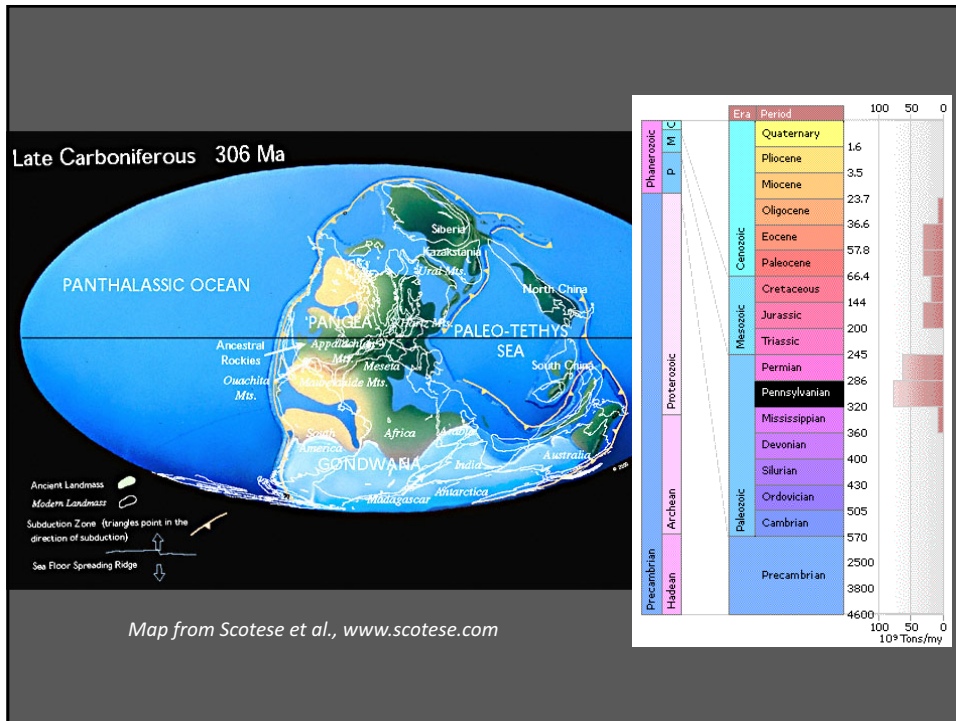 Late Carboniferous 306 Ma
Siberia
Kazakstania
Ural Mts.
PANTHALASSIC OCEAN
North China
PANGEA
PALEO-TETHYS
SEA
Ancestral
Rockies
Appalachian
Mts.
Meseta
South China
Ouachita
Mts.
Mauretanide Mts.
South
America
Africa
Arabia
Australia
GONDWANA
India
Antarctica
Madagascar
Ancient Landmass
Modern Landmass
Subduction Zone (triangles point in the
direction of subduction)
Sea Floor Spreading Ridge
Map from Scotese et al., www.scotese.com
100 50 0
Era Period
Phanerozoic
C
M
P
Precambrian
Proterozoic
Archean
Hadean
Cenozoic
Mesozoic
Paleozoic
Quaternary
1.6
Pliocene
3.5
Miocene
23.7
Oligocene
36.6
Eocene
57.8
Paleocene
66.4
Cretaceous
144
Jurassic
200
Triassic
245
Permian
286
Pennsylvanian
320
Mississippian
360
Devonian
400
Silurian
430
Ordovician
505
Cambrian
570
Precambrian
2500
3800
4600
100 50 0
10⁹ Tons/my